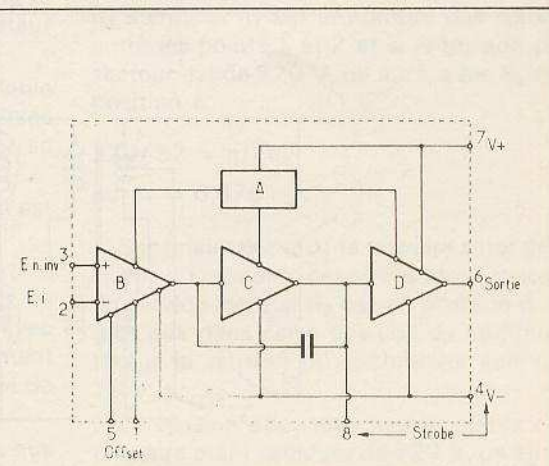 7 V+
A
3
E n.inv + B C D 6 Sortie
E.i 2 −
4 V−
5 1 8 Strobe
Offset